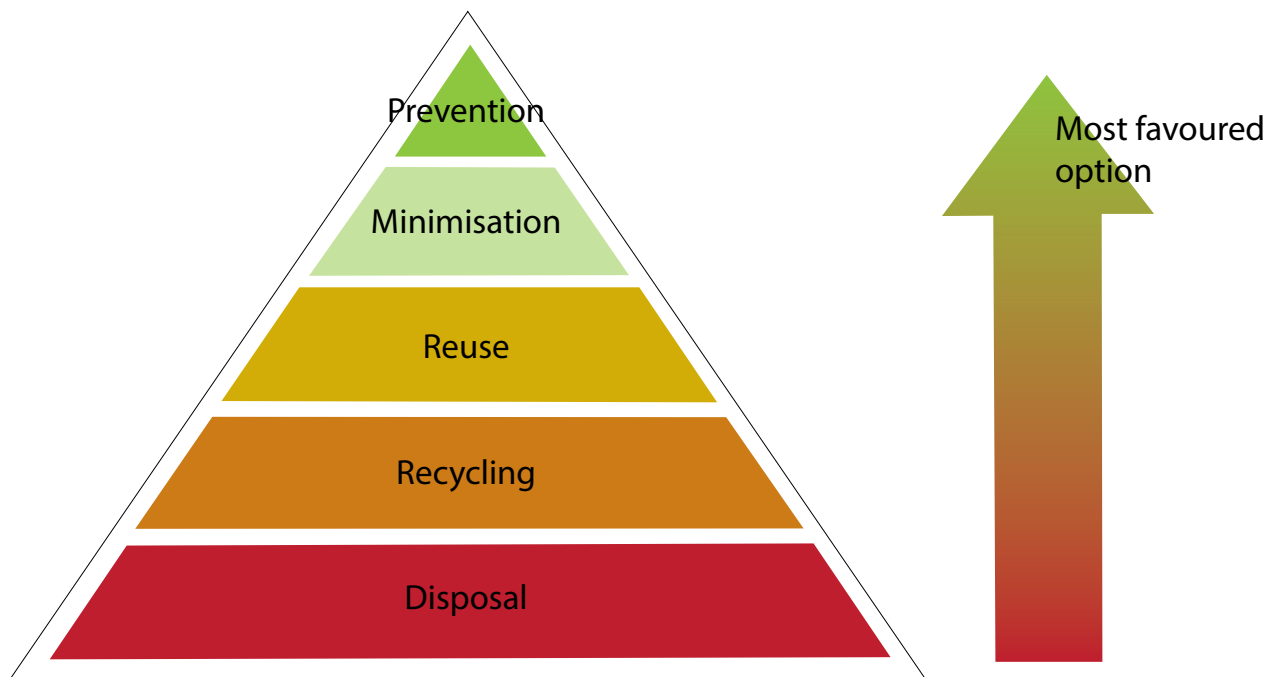 Prevention
Minimisation
Reuse
Recycling
Disposal
Most favoured
option